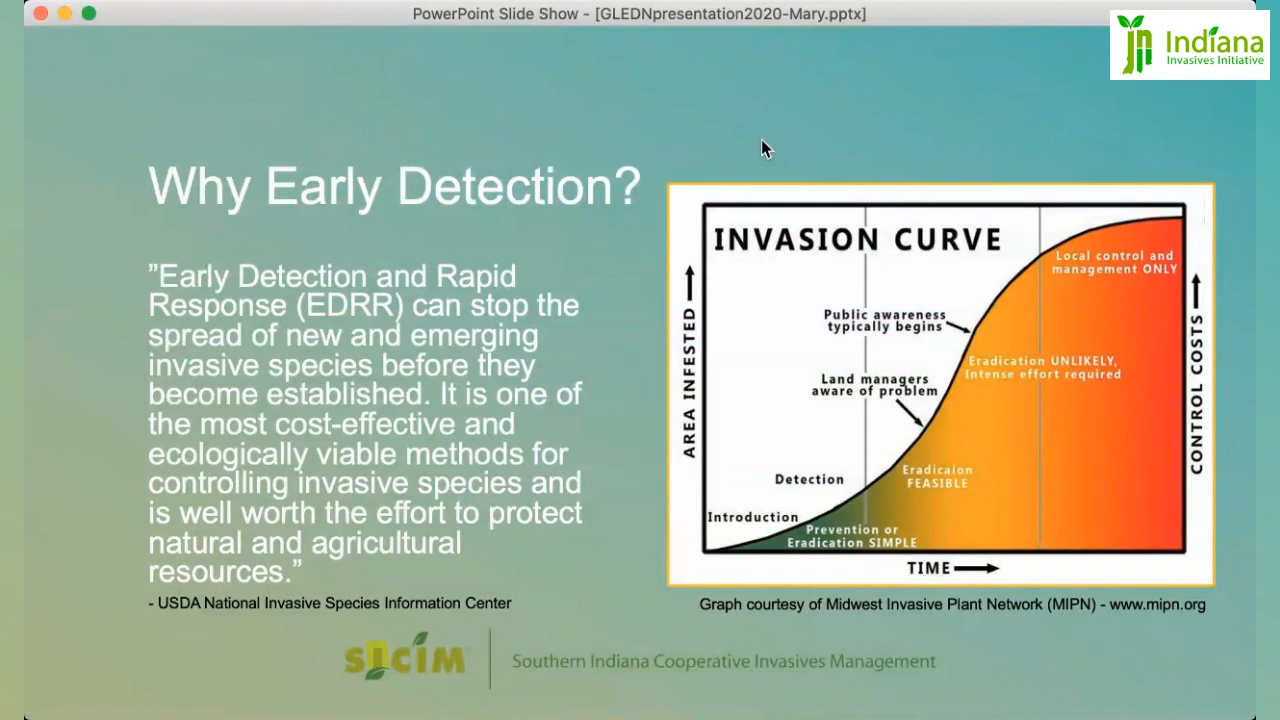 PowerPoint Slide Show - [GLEDNpresentation2020-Mary.pptx]
Indiana
Invasives Initiative
Why Early Detection?
”Early Detection and Rapid
Response (EDRR) can stop the
spread of new and emerging
invasive species before they
become established. It is one of
the most cost-effective and
ecologically viable methods for
controlling invasive species and
is well worth the effort to protect
natural and agricultural
resources.”
- USDA National Invasive Species Information Center
INVASION CURVE
Local control and
management ONLY
Public awareness
typically begins
Eradication UNLIKELY,
Intense effort required
Land managers
aware of problem
Detection
Eradicaion
FEASIBLE
Introduction
Prevention or
Eradication SIMPLE
AREA INFESTED
CONTROL COSTS
TIME
Graph courtesy of Midwest Invasive Plant Network (MIPN) - www.mipn.org
SICIM
Southern Indiana Cooperative Invasives Management